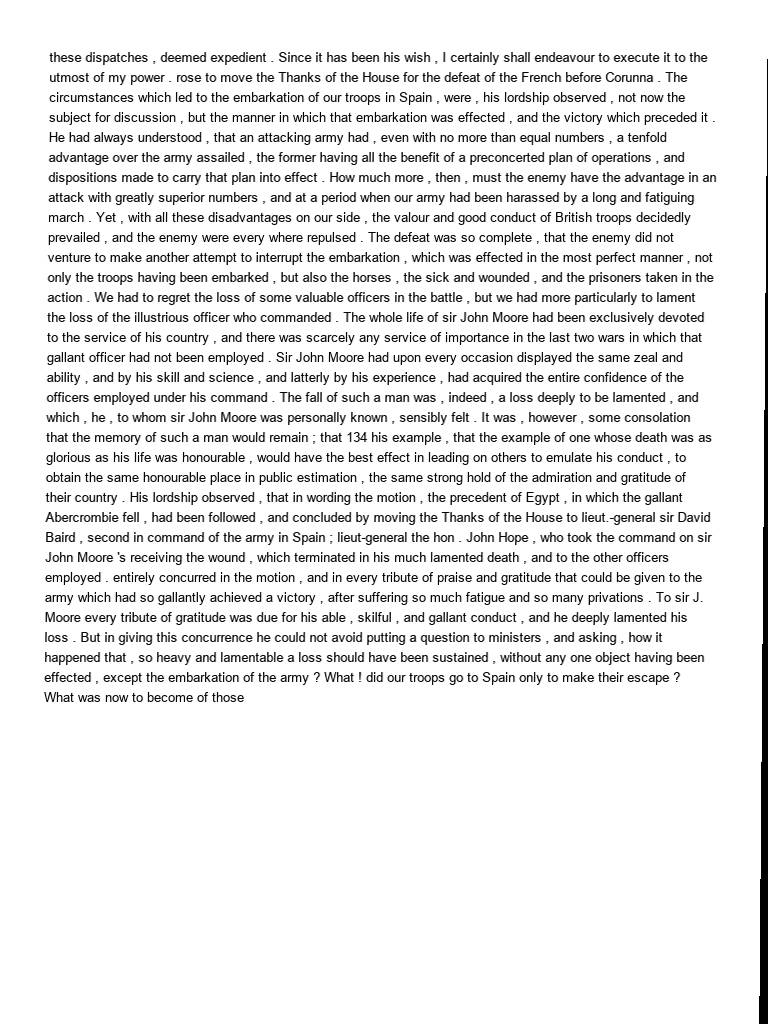 these dispatches , deemed expedient . Since it has been his wish , I certainly shall endeavour to execute it to the
utmost of my power . rose to move the Thanks of the House for the defeat of the French before Corunna . The
circumstances which led to the embarkation of our troops in Spain , were , his lordship observed , not now the
subject for discussion , but the manner in which that embarkation was effected , and the victory which preceded it .
He had always understood , that an attacking army had , even with no more than equal numbers , a tenfold
advantage over the army assailed , the former having all the benefit of a preconcerted plan of operations , and
dispositions made to carry that plan into effect . How much more , then , must the enemy have the advantage in an
attack with greatly superior numbers , and at a period when our army had been harassed by a long and fatiguing
march . Yet , with all these disadvantages on our side , the valour and good conduct of British troops decidedly
prevailed , and the enemy were every where repulsed . The defeat was so complete , that the enemy did not
venture to make another attempt to interrupt the embarkation , which was effected in the most perfect manner , not
only the troops having been embarked , but also the horses , the sick and wounded , and the prisoners taken in the
action . We had to regret the loss of some valuable officers in the battle , but we had more particularly to lament
the loss of the illustrious officer who commanded . The whole life of sir John Moore had been exclusively devoted
to the service of his country , and there was scarcely any service of importance in the last two wars in which that
gallant officer had not been employed . Sir John Moore had upon every occasion displayed the same zeal and
ability , and by his skill and science , and latterly by his experience , had acquired the entire confidence of the
officers employed under his command . The fall of such a man was , indeed , a loss deeply to be lamented , and
which , he , to whom sir John Moore was personally known , sensibly felt . It was , however , some consolation
that the memory of such a man would remain ; that 134 his example , that the example of one whose death was as
glorious as his life was honourable , would have the best effect in leading on others to emulate his conduct , to
obtain the same honourable place in public estimation , the same strong hold of the admiration and gratitude of
their country . His lordship observed , that in wording the motion , the precedent of Egypt , in which the gallant
Abercrombie fell , had been followed , and concluded by moving the Thanks of the House to lieut.-general sir David
Baird , second in command of the army in Spain ; lieut-general the hon . John Hope , who took the command on sir
John Moore 's receiving the wound , which terminated in his much lamented death , and to the other officers
employed . entirely concurred in the motion , and in every tribute of praise and gratitude that could be given to the
army which had so gallantly achieved a victory , after suffering so much fatigue and so many privations . To sir J.
Moore every tribute of gratitude was due for his able , skilful , and gallant conduct , and he deeply lamented his
loss . But in giving this concurrence he could not avoid putting a question to ministers , and asking , how it
happened that , so heavy and lamentable a loss should have been sustained , without any one object having been
effected , except the embarkation of the army ? What ! did our troops go to Spain only to make their escape ?
What was now to become of those